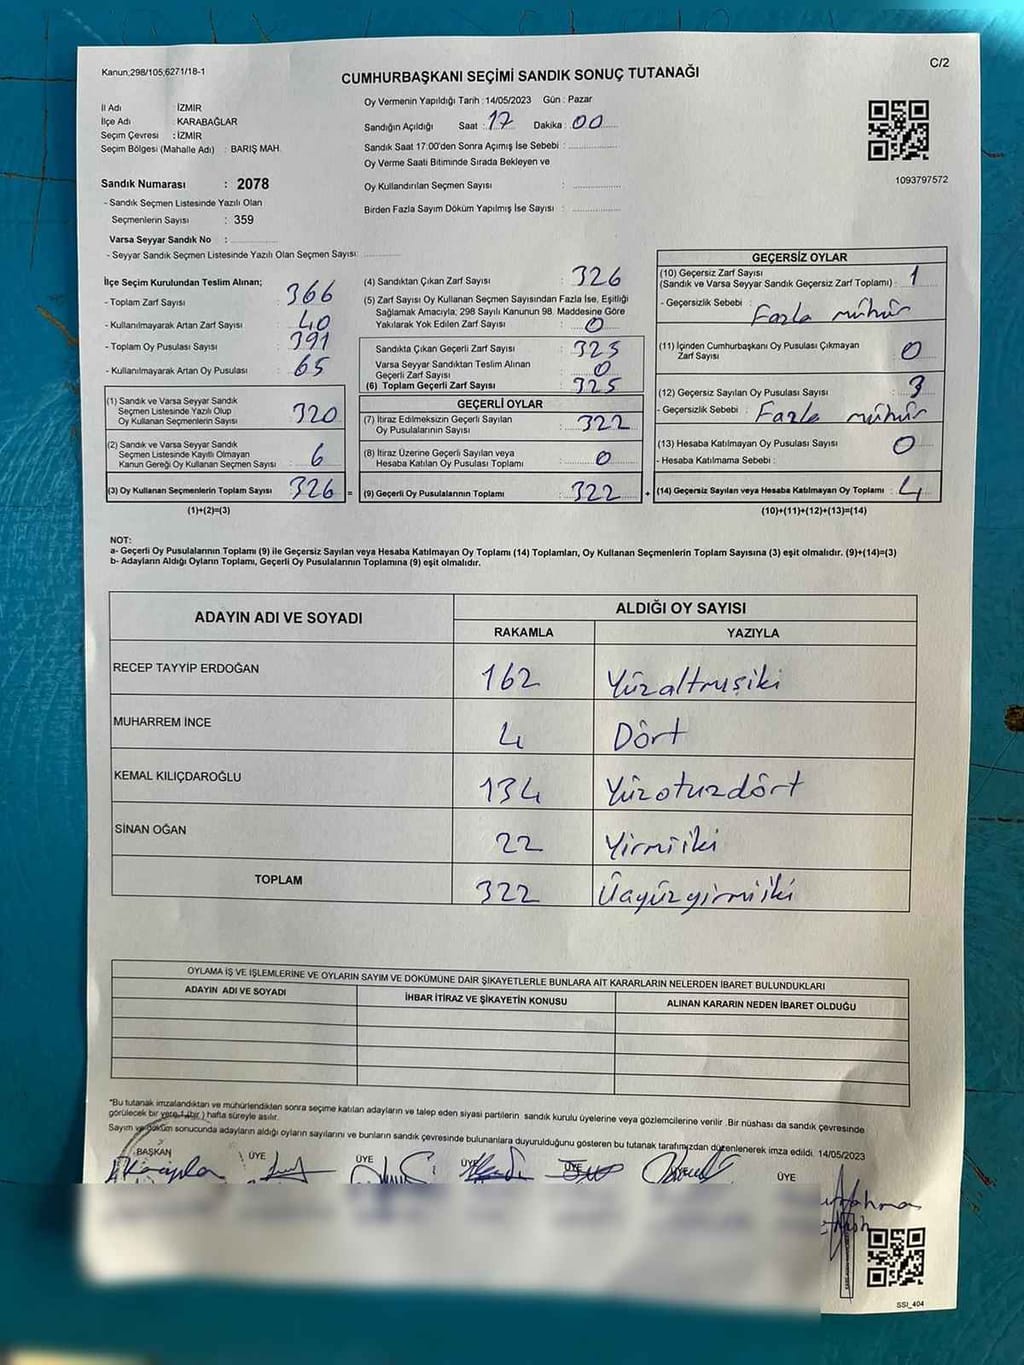 Kanun,298/105,6271/18-1
C/2
CUMHURBAŞKANI SEÇİMİ SANDIK SONUÇ TUTANAĞI
İl Adı : İZMİR
İlçe Adı : KARABAĞLAR
Seçim Çevresi : İZMİR
Seçim Bölgesi (Mahalle Adı) : BARIŞ MAH.
Sandık Numarası : 2078
- Sandık Seçmen Listesinde Yazılı Olan
Seçmenlerin Sayısı : 359
Varsa Seyyar Sandık No :
- Seyyar Sandık Seçmen Listesinde Yazılı Olan Seçmen Sayısı:
Oy Vermenin Yapıldığı Tarih : 14/05/2023 Gün : Pazar
Sandığın Açıldığı Saat : 17 Dakika : 00
Sandık Saat 17:00'den Sonra Açımış İse Sebebi :
Oy Verme Saati Bitiminde Sırada Bekleyen ve
Oy Kullandırılan Seçmen Sayısı :
Birden Fazla Sayım Döküm Yapılmış İse Sayısı :
1093797572
İlçe Seçim Kurulundan Teslim Alınan;
- Toplam Zarf Sayısı : 366
- Kullanılmayarak Artan Zarf Sayısı : 40
- Toplam Oy Pusulası Sayısı : 391
- Kullanılmayarak Artan Oy Pusulası : 65
(1) Sandık ve Varsa Seyyar Sandık
Seçmen Listesinde Yazılı Olup
Oy Kullanan Seçmenlerin Sayısı : 320
(2) Sandık ve Varsa Seyyar Sandık
Seçmen Listesinde Kayıtlı Olmayan
Kanun Gereği Oy Kullanan Seçmen Sayısı : 6
(3) Oy Kullanan Seçmenlerin Toplam Sayısı : 326 =
(1)+(2)=(3)
(4) Sandıktan Çıkan Zarf Sayısı : 326
(5) Zarf Sayısı Oy Kullanan Seçmen Sayısından Fazla İse, Eşitliği
Sağlamak Amacıyla; 298 Sayılı Kanunun 98. Maddesine Göre
Yakılarak Yok Edilen Zarf Sayısı : 0
Sandıkta Çıkan Geçerli Zarf Sayısı : 325
Varsa Seyyar Sandıktan Teslim Alınan
Geçerli Zarf Sayısı : 0
(6) Toplam Geçerli Zarf Sayısı : 325
GEÇERLİ OYLAR
(7) İtiraz Edilmeksizin Geçerli Sayılan
Oy Pusulalarının Sayısı : 322
(8) İtiraz Üzerine Geçerli Sayılan veya
Hesaba Katılan Oy Pusulası Toplamı : 0
(9) Geçerli Oy Pusulalarının Toplamı : 322 +
GEÇERSİZ OYLAR
(10) Geçersiz Zarf Sayısı
(Sandık ve Varsa Seyyar Sandık Geçersiz Zarf Toplamı) : 1
- Geçersizlik Sebebi : Fazla mühür
(11) İçinden Cumhurbaşkanı Oy Pusulası Çıkmayan
Zarf Sayısı : 0
(12) Geçersiz Sayılan Oy Pusulası Sayısı : 3
- Geçersizlik Sebebi : Fazla mühür
(13) Hesaba Katılmayan Oy Pusulası Sayısı : 0
- Hesaba Katılmama Sebebi :
(14) Geçersiz Sayılan veya Hesaba Katılmayan Oy Toplamı : 4
(10)+(11)+(12)+(13)=(14)
NOT:
a- Geçerli Oy Pusulalarının Toplamı (9) ile Geçersiz Sayılan veya Hesaba Katılmayan Oy Toplamı (14) Toplamları, Oy Kullanan Seçmenlerin Toplam Sayısına (3) eşit olmalıdır. (9)+(14)=(3)
b- Adayların Aldığı Oyların Toplamı, Geçerli Oy Pusulalarının Toplamına (9) eşit olmalıdır.
ADAYIN ADI VE SOYADI ALDIĞI OY SAYISI
RAKAMLA YAZIYLA
RECEP TAYYİP ERDOĞAN 162 Yüzaltmışiki
MUHARREM İNCE 4 Dört
KEMAL KILIÇDAROĞLU 134 Yüzotuzdört
SİNAN OĞAN 22 Yirmiiki
TOPLAM 322 Üçyüzyirmiiki
OYLAMA İŞ VE İŞLEMLERİNE VE OYLARIN SAYIM VE DÖKÜMÜNE DAİR ŞİKAYETLERLE BUNLARA AİT KARARLARIN NELERDEN İBARET BULUNDUKLARI
ADAYIN ADI VE SOYADI İHBAR İTİRAZ VE ŞİKAYETİN KONUSU ALINAN KARARIN NEDEN İBARET OLDUĞU
*Bu tutanak imzalandıktan ve mühürlendikten sonra seçime katılan adayların ve talep eden siyasi partilerin sandık kurulu üyelerine veya gözlemcilerine verilir .Bir nüshası da sandık çevresinde
görülecek bir yere 1 (bir ) hafta süreyle asılır.
Sayım ve döküm sonucunda adayların aldığı oyların sayılarını ve bunların sandık çevresinde bulunanlara duyurulduğunu gösteren bu tutanak tarafımızdan düzenlenerek imza edildi. 14/05/2023
BAŞKAN ÜYE ÜYE ÜYE ÜYE ÜYE
SSI_404